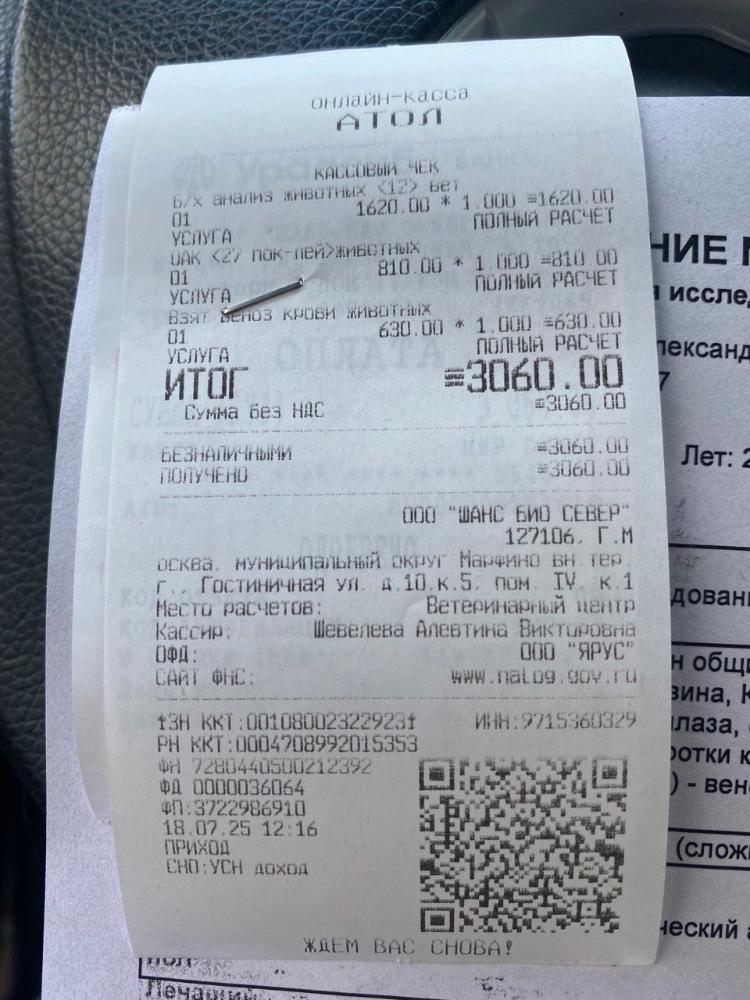 онлайн-касса
АТОЛ
КАССОВЫЙ ЧЕК
Б/х анализ животных <12> вет
1620.00 * 1.000 =1620.00
01 ПОЛНЫЙ РАСЧЕТ
УСЛУГА
ОАК <27 пок-лей>животных
810.00 * 1.000 =810.00
01 ПОЛНЫЙ РАСЧЕТ
УСЛУГА
Взят веноз крови животных
630.00 * 1.000 =630.00
01 ПОЛНЫЙ РАСЧЕТ
УСЛУГА
ИТОГ =3060.00
Сумма без НДС =3060.00
БЕЗНАЛИЧНЫМИ =3060.00
ПОЛУЧЕНО =3060.00
ООО "ШАНС БИО СЕВЕР"
127106, Г.М
осква, муниципальный округ Марфино вн.тер.
г., Гостиничная ул, д.10,к.5, пом. IV, к.1
Место расчетов: Ветеринарный центр
Кассир: Шевелева Алевтина Викторовна
ОФД: ООО "ЯРУС"
САЙТ ФНС: www.nalog.gov.ru
ЗН ККТ:00108002322923 ИНН:9715360329
РН ККТ:0004708992015353
ФН 7280440500212392
ФД 0000036064
ФП:3722986910
18.07.25 12:16
ПРИХОД
СНО:УСН доход
ЖДЕМ ВАС СНОВА!
НИЕ
исслед
лександ
7
Лет: 2
дован
н общи
вина, К
лаза,
ротки к
) - вен
(слож
ческий а
Лечащий